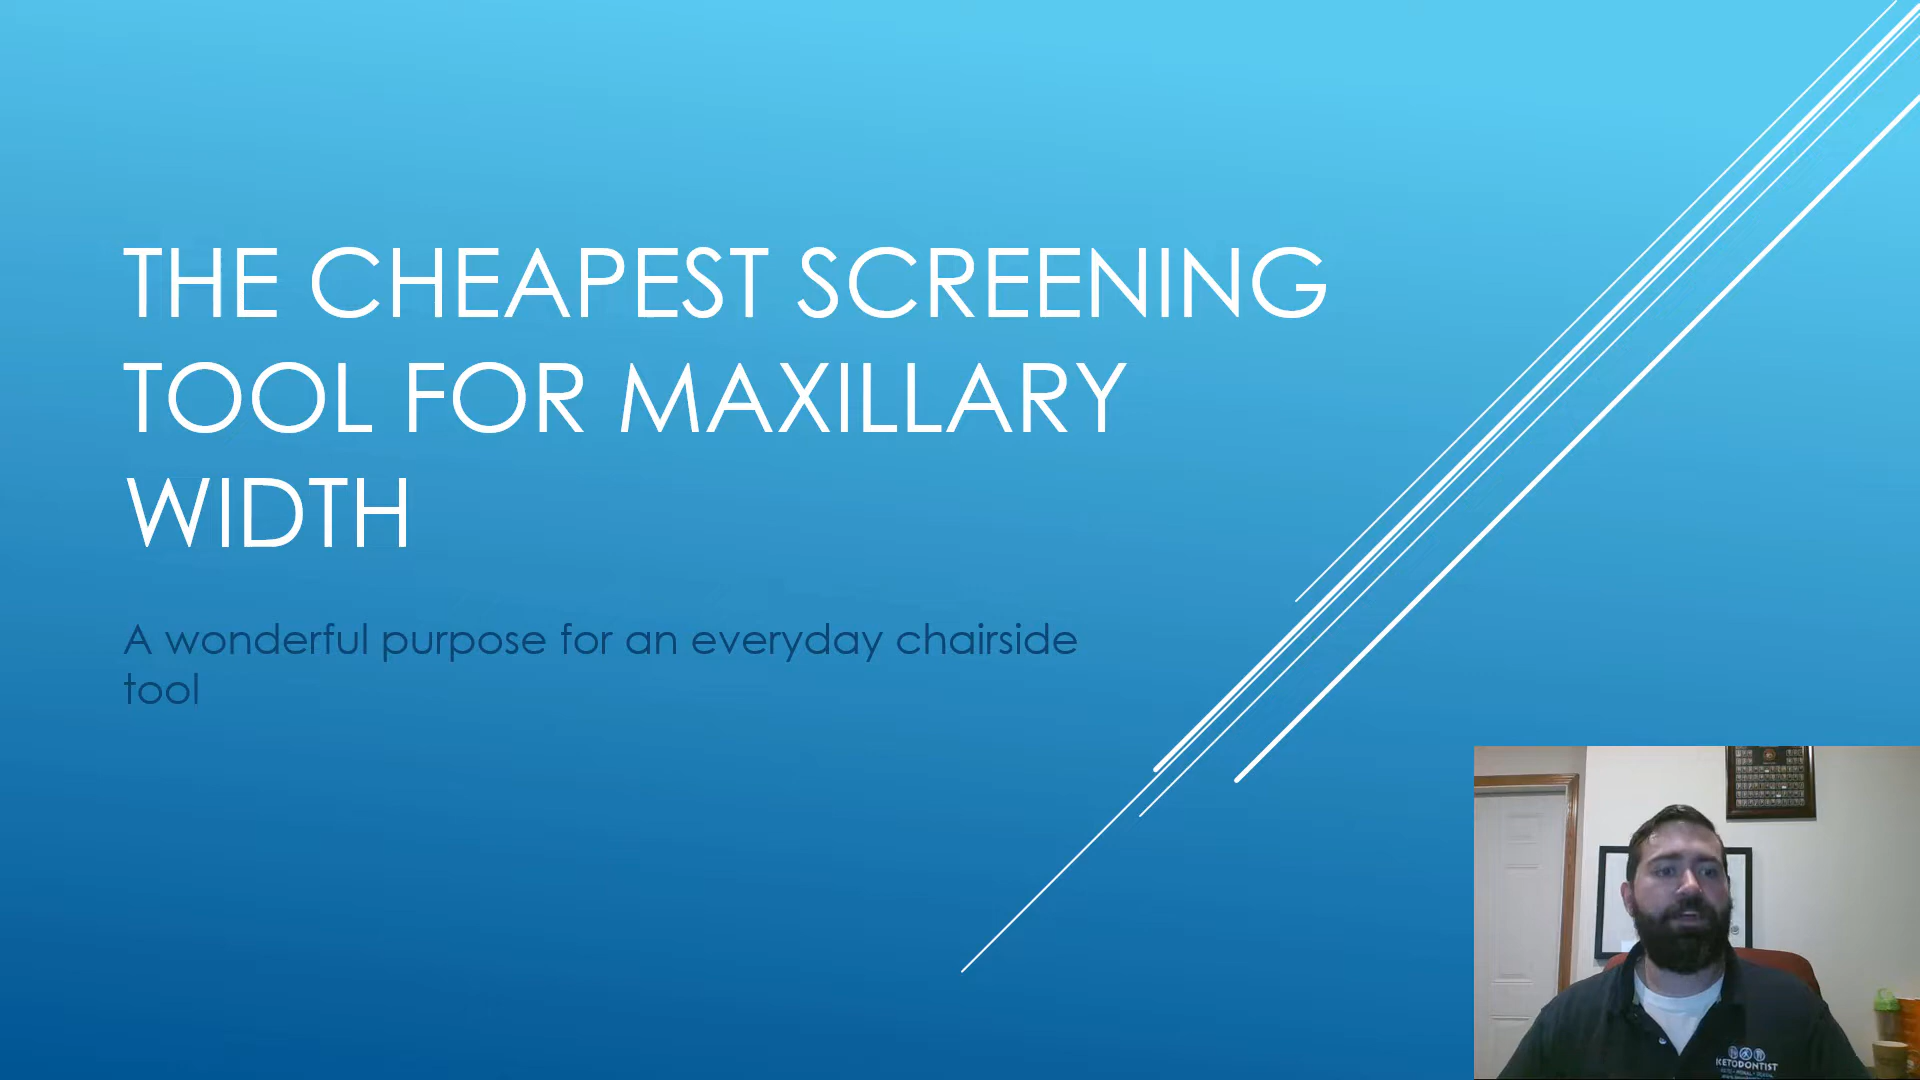 THE CHEAPEST SCREENING
TOOL FOR MAXILLARY
WIDTH
A wonderful purpose for an everyday chairside
tool
KETODONTIST